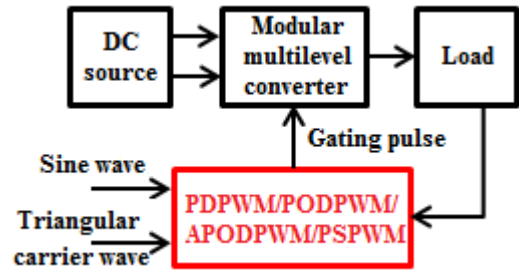 DC
source
Modular
multilevel
converter
Load
Gating pulse
Sine wave
Triangular
carrier wave
PDPWM/PODPWM/
APODPWM/PSPWM